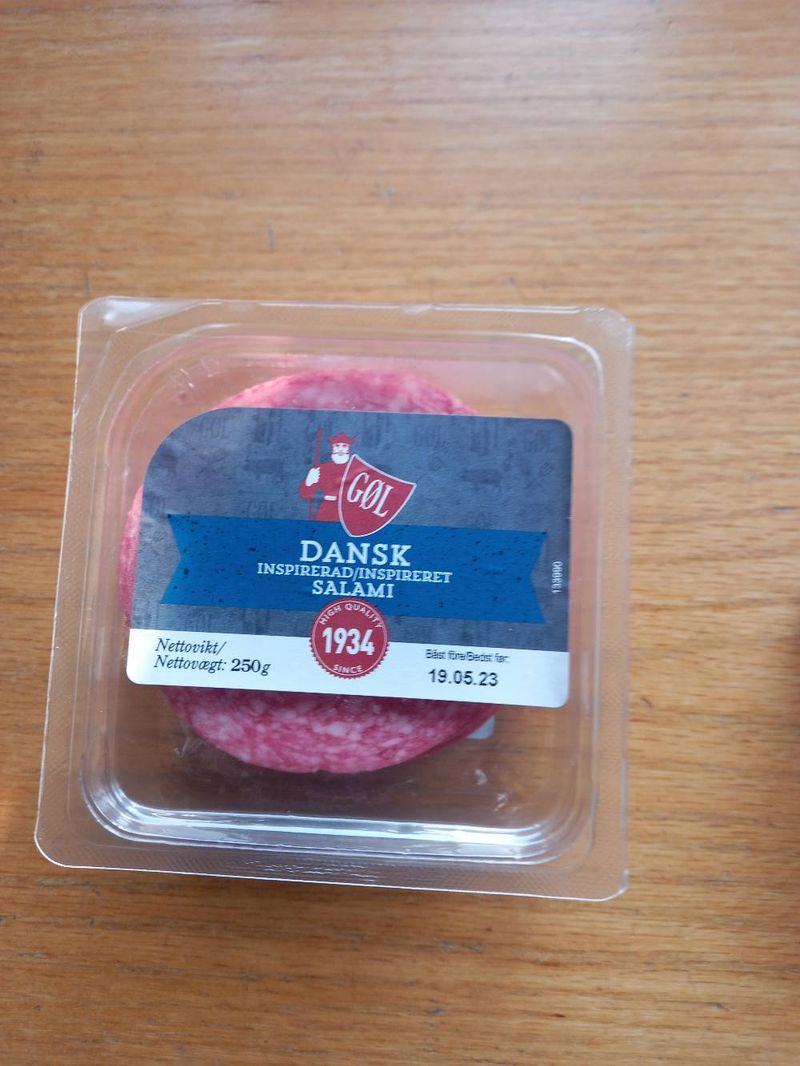 GØL
DANSK
INSPIRERAD/INSPIRERET
SALAMI
HIGH QUALITY
1934
SINCE
Nettovikt/
Nettovægt: 250g
Bäst före/Bedst før:
19.05.23